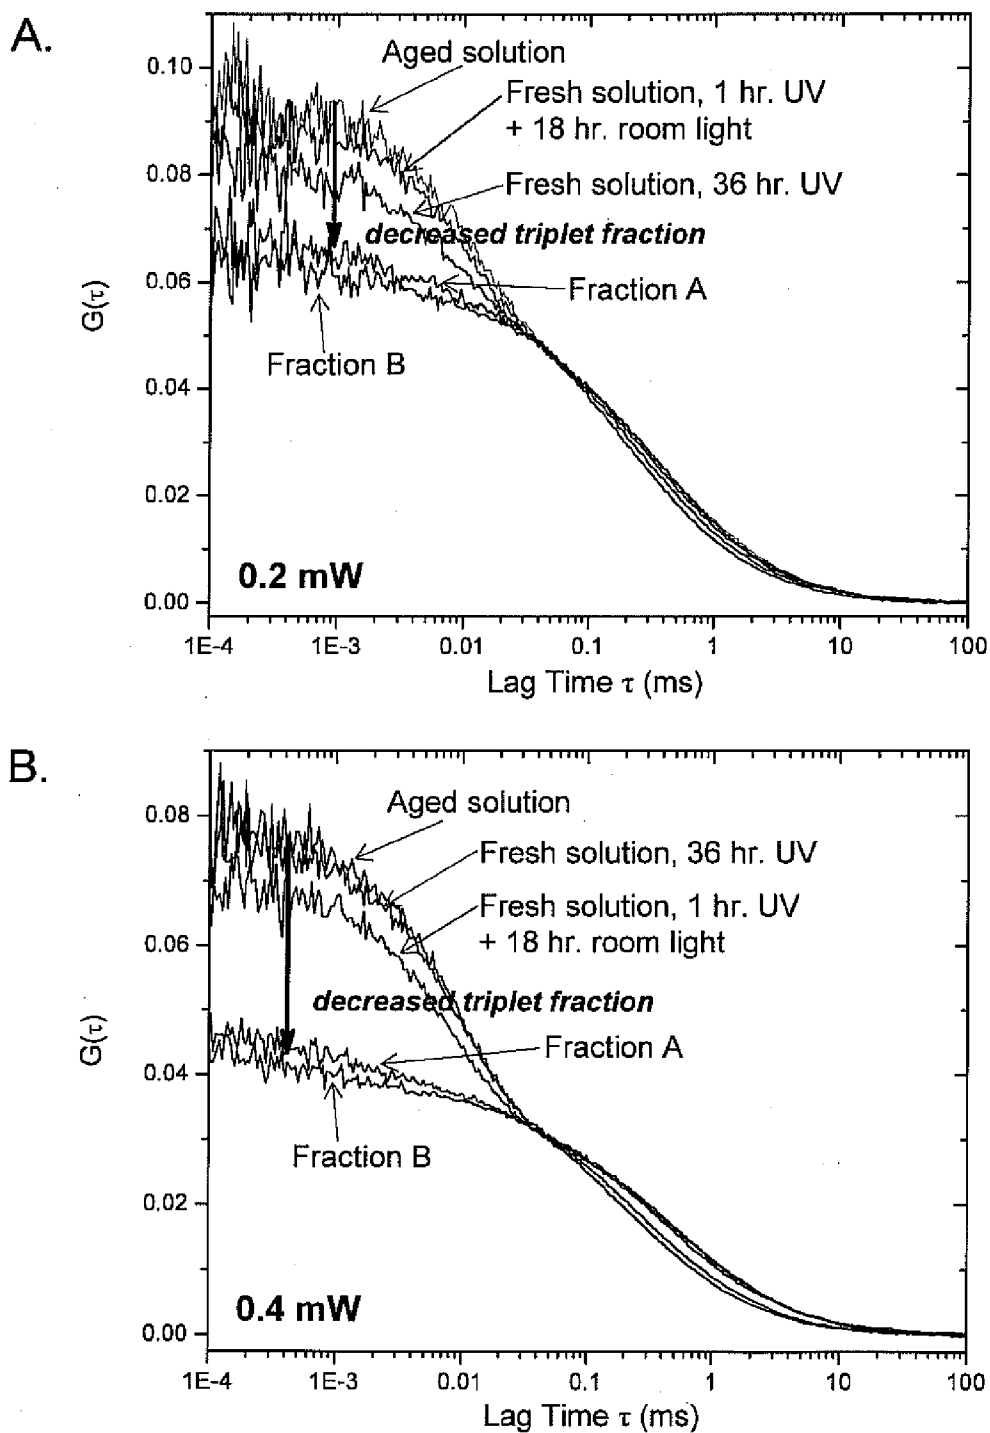 A.
Aged solution
Fresh solution, 1 hr. UV
+ 18 hr. room light
Fresh solution, 36 hr. UV
decreased triplet fraction
Fraction A
Fraction B
0.10
0.08
0.06
0.04
0.02
0.00
G(τ)
0.2 mW
1E-4 1E-3 0.01 0.1 1 10 100
Lag Time τ (ms)
B.
Aged solution
Fresh solution, 36 hr. UV
Fresh solution, 1 hr. UV
+ 18 hr. room light
decreased triplet fraction
Fraction A
Fraction B
0.08
0.06
0.04
0.02
0.00
G(τ)
0.4 mW
1E-4 1E-3 0.01 0.1 1 10 100
Lag Time τ (ms)